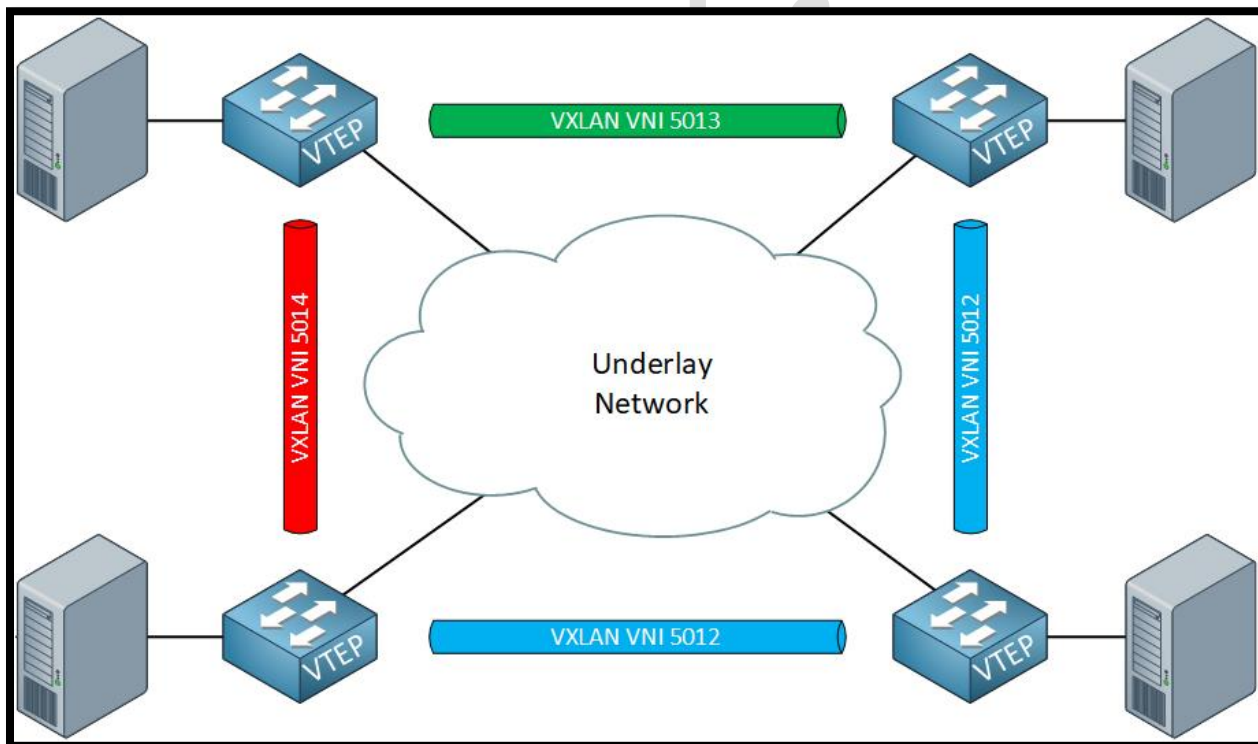 VTEP
VXLAN VNI 5013
VTEP
VXLAN VNI 5014
Underlay
Network
VXLAN VNI 5012
VTEP
VXLAN VNI 5012
VTEP